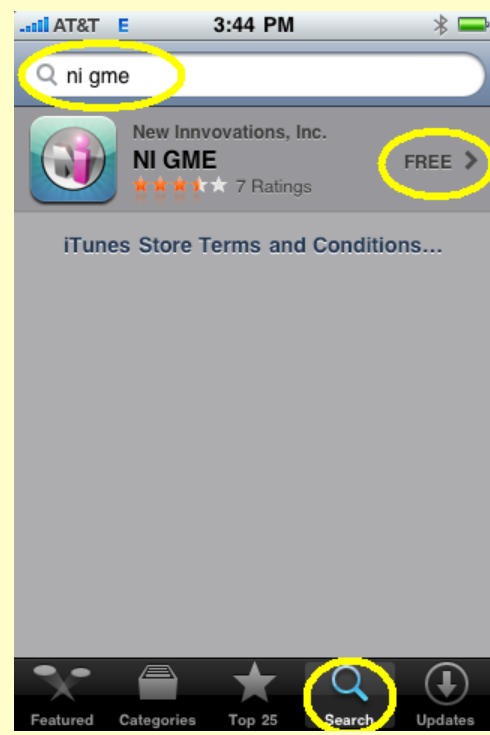 AT&T E 3:44 PM
ni gme
New Innvovations, Inc.
NI GME
FREE
7 Ratings
iTunes Store Terms and Conditions...
Featured Categories Top 25 Search Updates